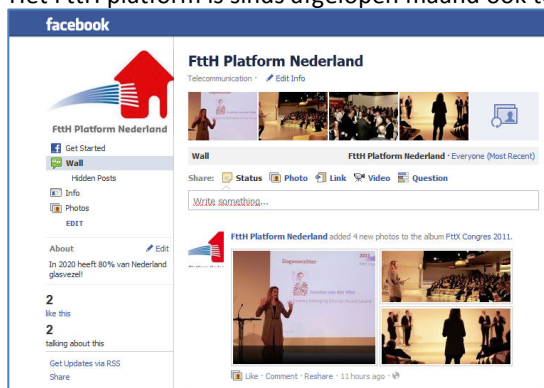 Het FttH platform is sinds afgelopen maand ook t
facebook
FttH Platform Nederland
Get Started
Wall
Hidden Posts
Info
Photos
EDIT
About
Edit
In 2020 heeft 80% van Nederland
glasvezel!
2
like this
2
talking about this
Get Updates via RSS
Share
FttH Platform Nederland
Telecommunication · Edit Info
Wall
FttH Platform Nederland · Everyone (Most Recent)
Share: Status Photo Link Video Question
Write something...
FttH Platform Nederland added 4 new photos to the album FttX Congres 2011.
Dagvoorzitter
Like · Comment · Reshare · 11 hours ago ·